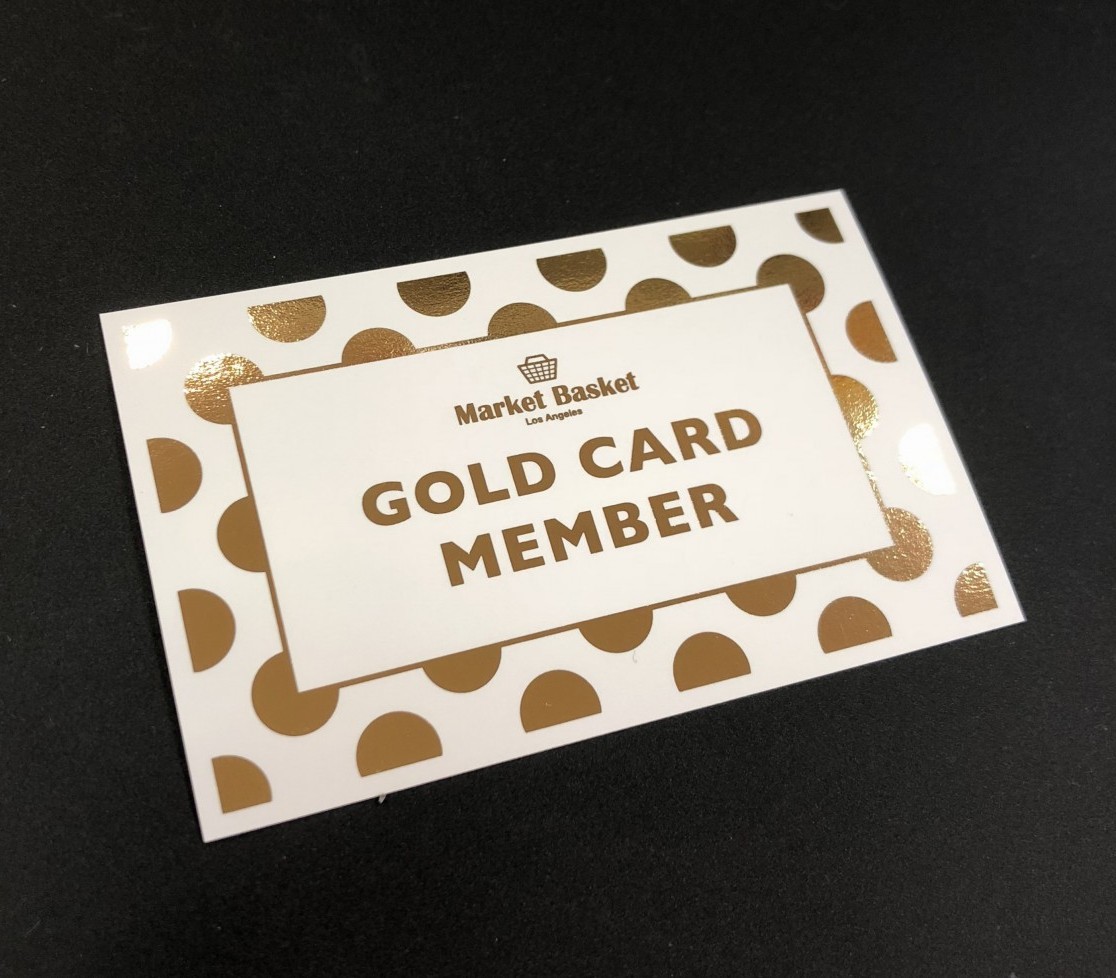 Market Basket
Los Angeles
GOLD CARD
MEMBER